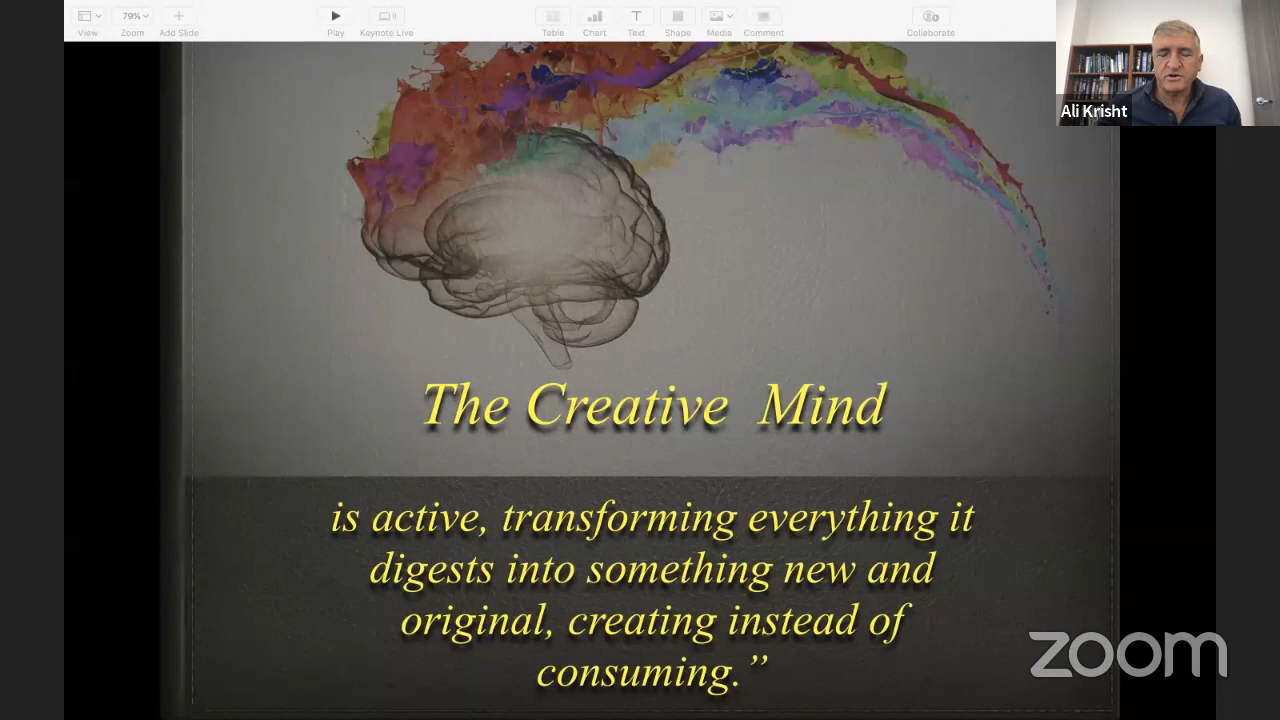 79%
View
Zoom
Add Slide
Play
Keynote Live
Table
Chart
Text
Shape
Media
Comment
Collaborate
Ali Krisht
The Creative Mind
is active, transforming everything it
digests into something new and
original, creating instead of
consuming.”
zoom